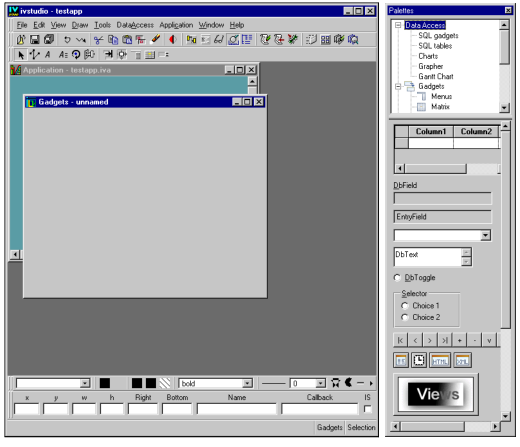 ivstudio - testapp
File Edit View Draw Tools DataAccess Application Window Help
Application - testapp.iva
Gadgets - unnamed
bold
0
x y w h Right Bottom Name Callback IS
Gadgets Selection
Palettes
Data Access
SQL gadgets
SQL tables
Charts
Grapher
Gantt Chart
Gadgets
Menus
Matrix
Column1 Column2
DbField
EntryField
DbText
DbToggle
Selector
Choice 1
Choice 2
HTML
XML
Views